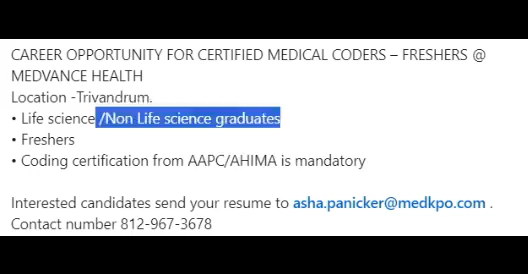 CAREER OPPORTUNITY FOR CERTIFIED MEDICAL CODERS – FRESHERS @
MEDVANCE HEALTH
Location -Trivandrum.
• Life science /Non Life science graduates
• Freshers
• Coding certification from AAPC/AHIMA is mandatory
Interested candidates send your resume to asha.panicker@medkpo.com .
Contact number 812-967-3678